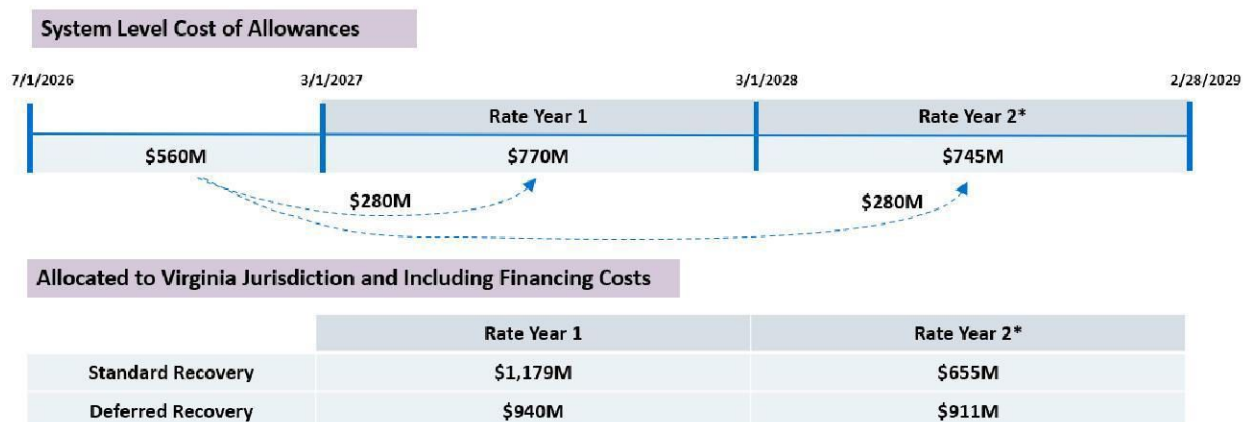 System Level Cost of Allowances
7/1/2026 3/1/2027 3/1/2028 2/28/2029
Rate Year 1 Rate Year 2*
$560M $770M $745M
$280M $280M
Allocated to Virginia Jurisdiction and Including Financing Costs
Rate Year 1 Rate Year 2*
Standard Recovery $1,179M $655M
Deferred Recovery $940M $911M